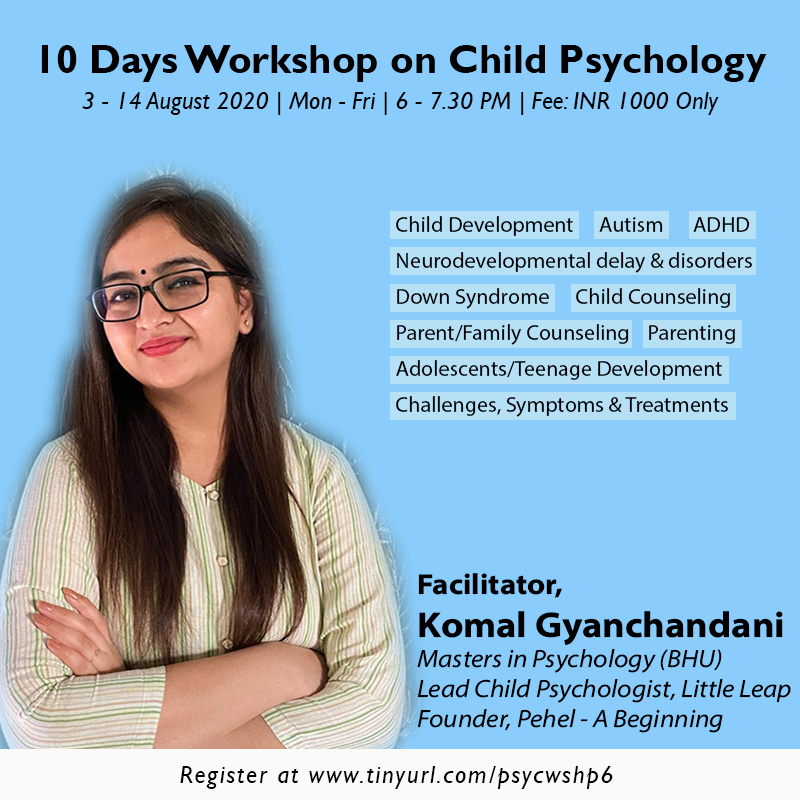 10 Days Workshop on Child Psychology
3 - 14 August 2020 | Mon - Fri | 6 - 7.30 PM | Fee: INR 1000 Only
Child Development Autism ADHD
Neurodevelopmental delay & disorders
Down Syndrome Child Counseling
Parent/Family Counseling Parenting
Adolescents/Teenage Development
Challenges, Symptoms & Treatments
Facilitator,
Komal Gyanchandani
Masters in Psychology (BHU)
Lead Child Psychologist, Little Leap
Founder, Pehel - A Beginning
Register at www.tinyurl.com/psycwshp6